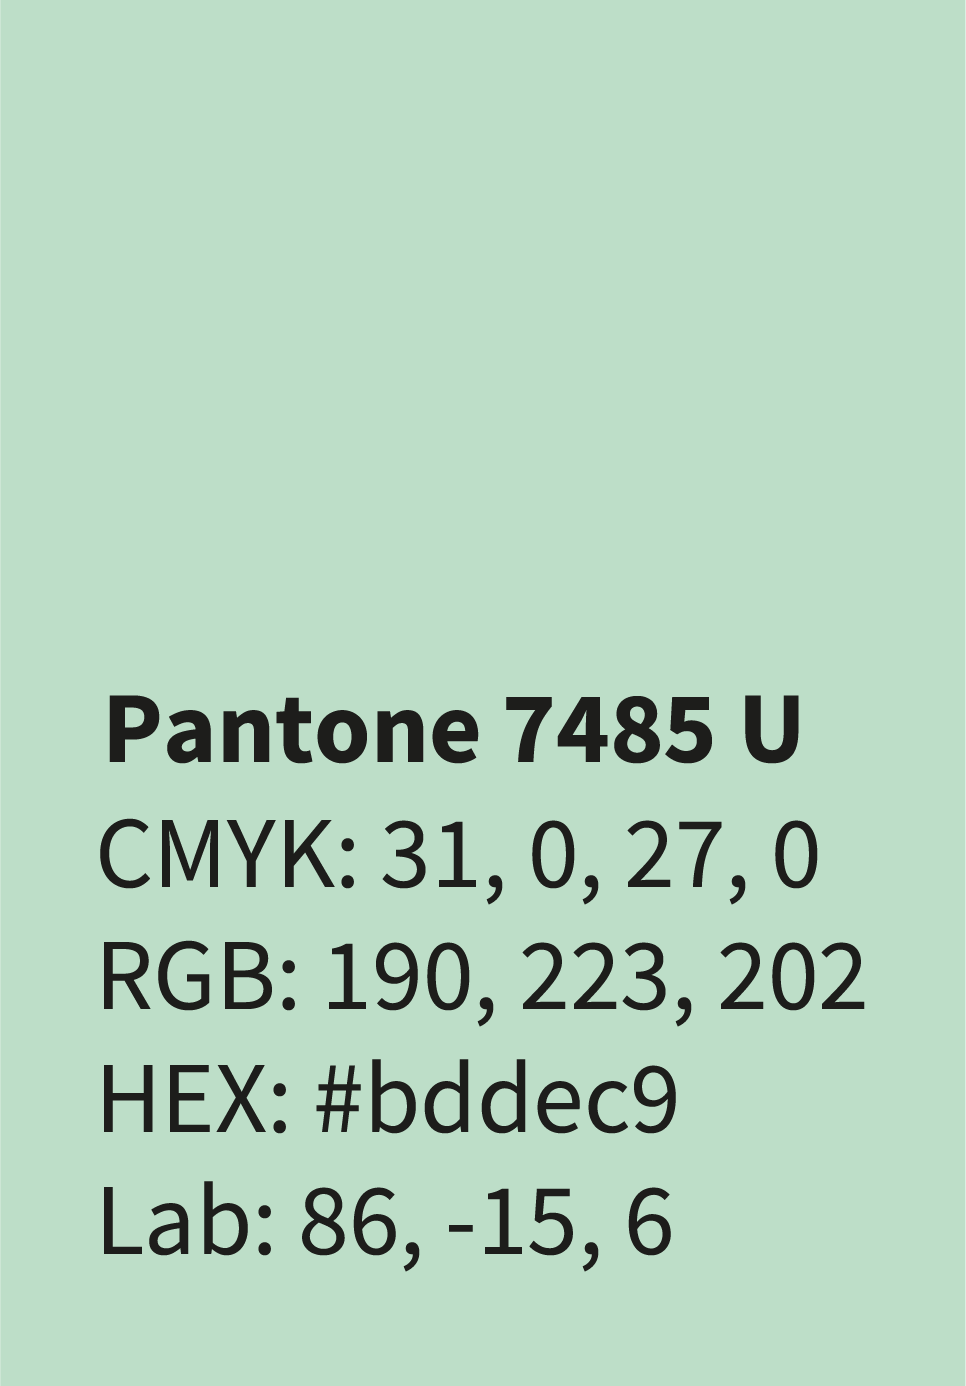 Pantone 7485 U
CMYK: 31, 0, 27, 0
RGB: 190, 223, 202
HEX: #bddec9
Lab: 86, -15, 6